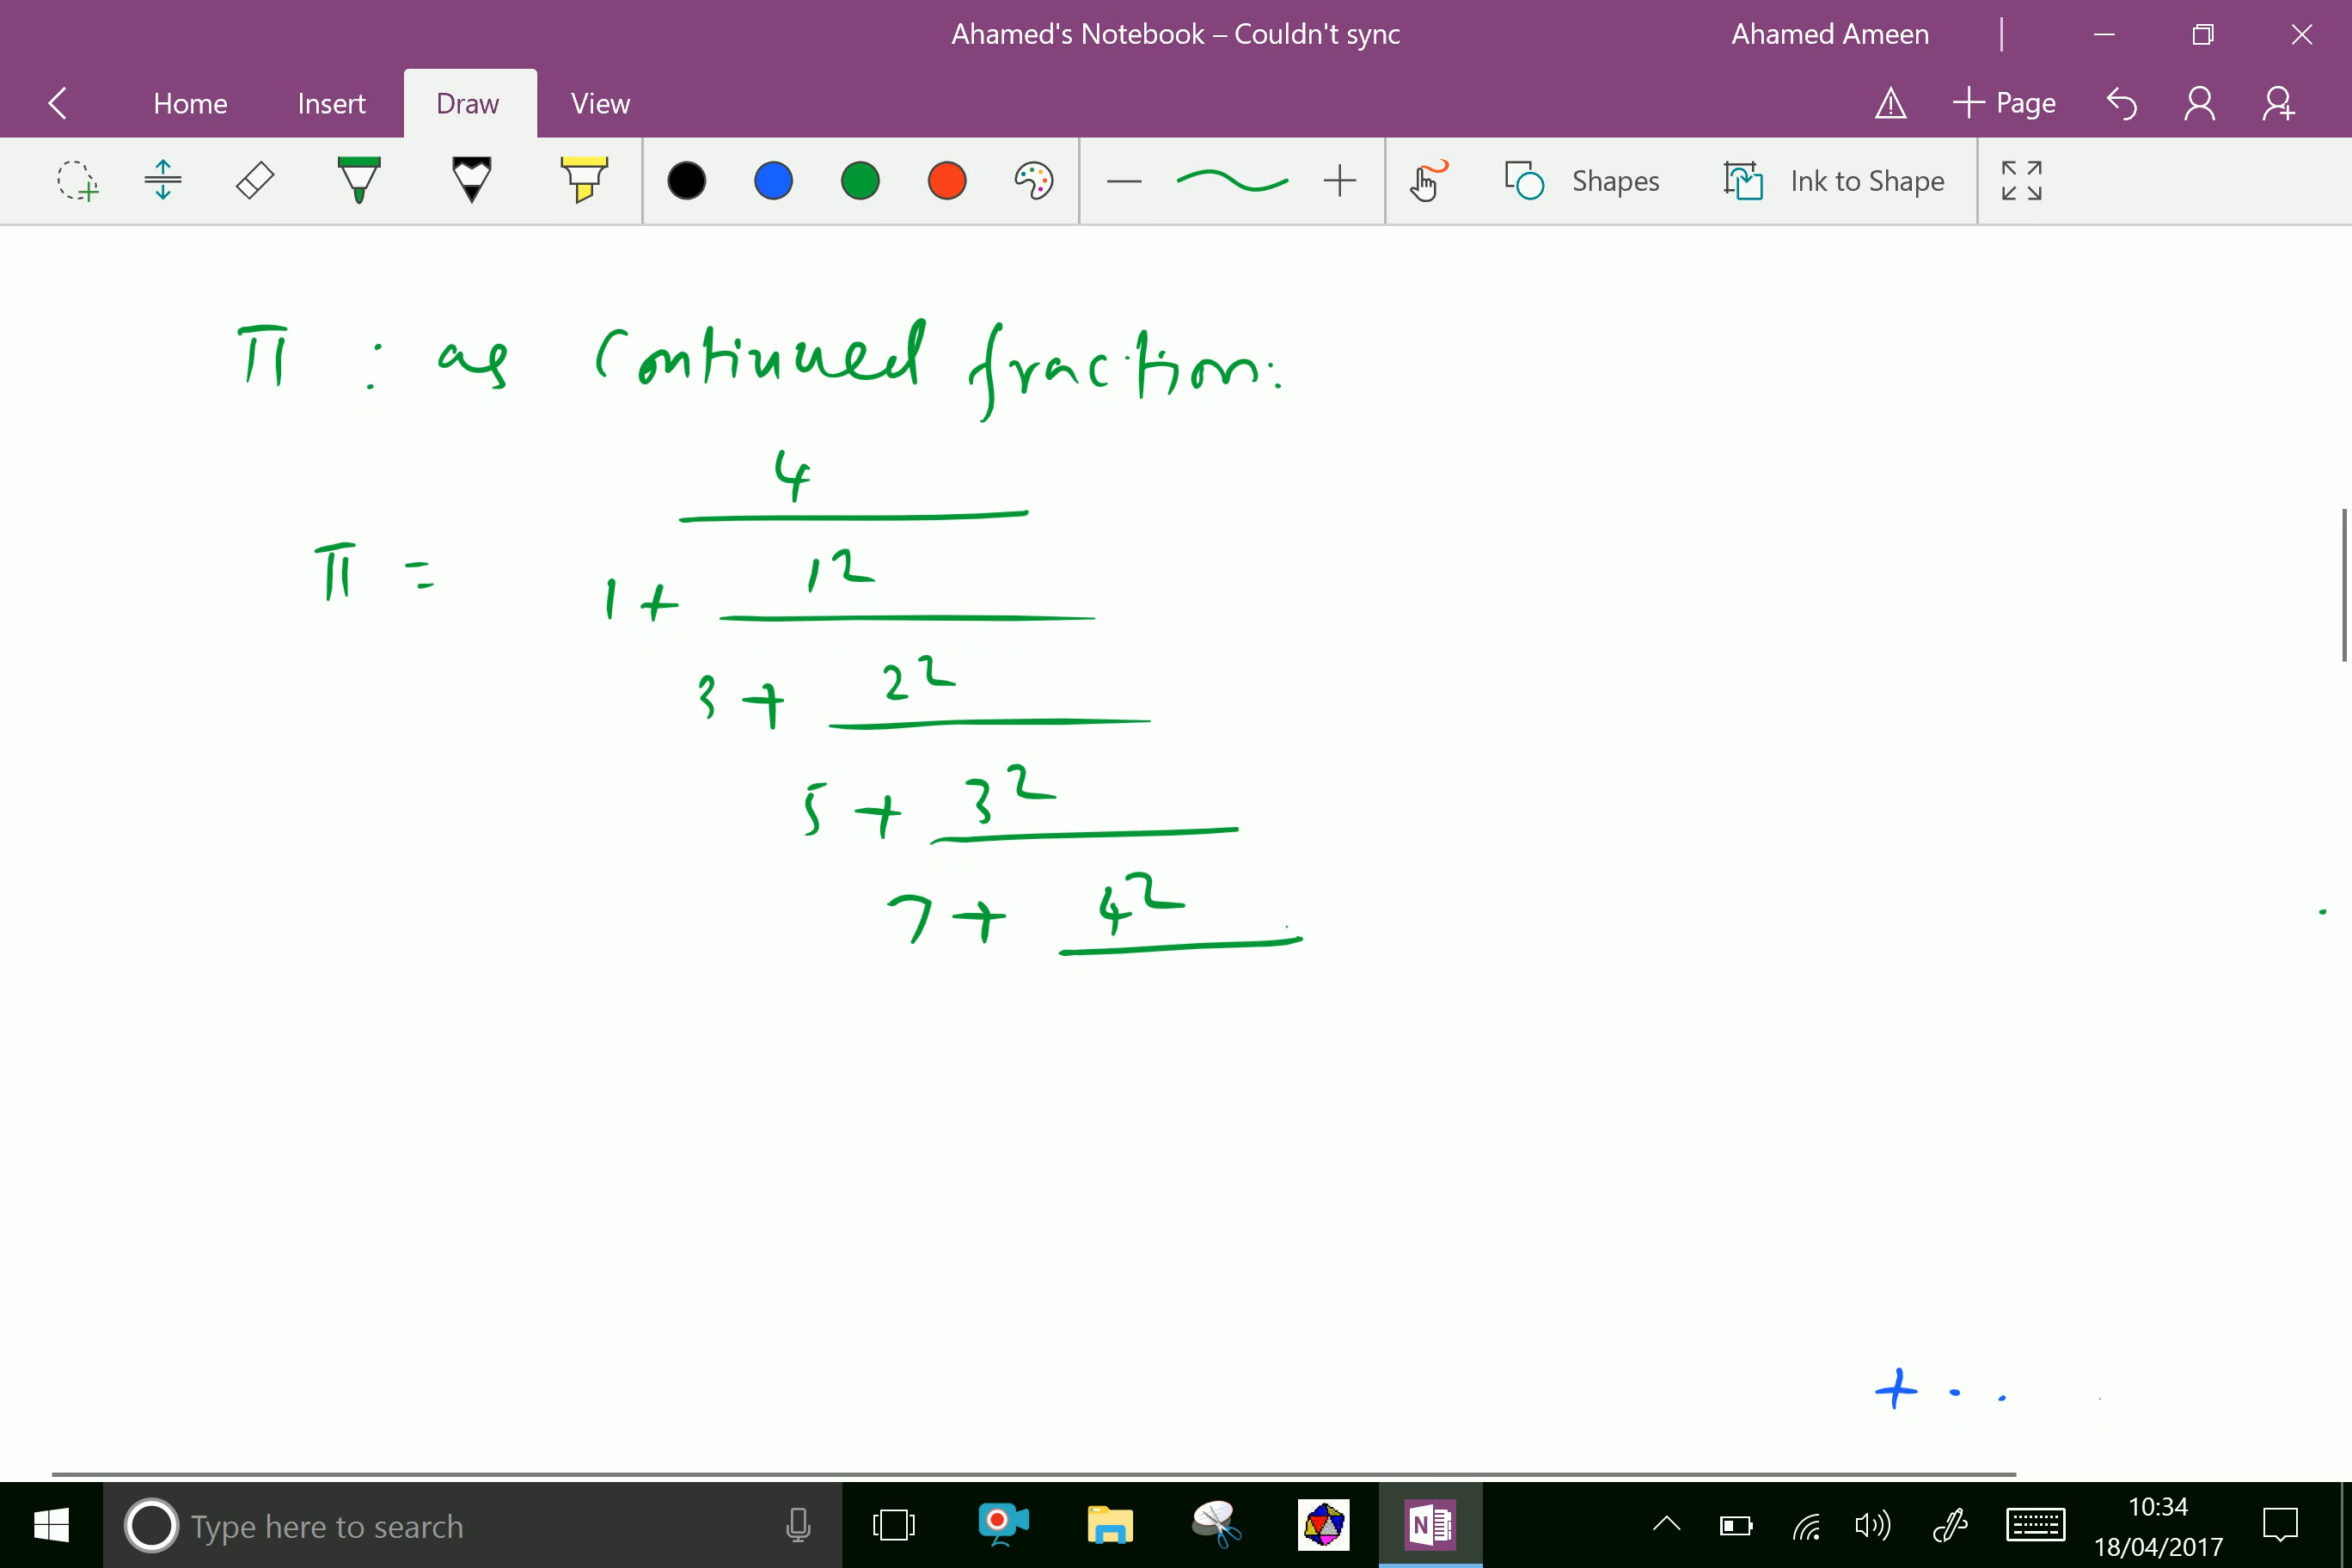 Ahamed's Notebook – Couldn't sync
Ahamed Ameen
Home Insert Draw View
+ Page
Shapes
Ink to Shape
π : as Continued fraction:
4
π =
1 + 1²
3 + 2²
5 + 3²
7 + 4²
+ . .
Type here to search
N
10:34
18/04/2017